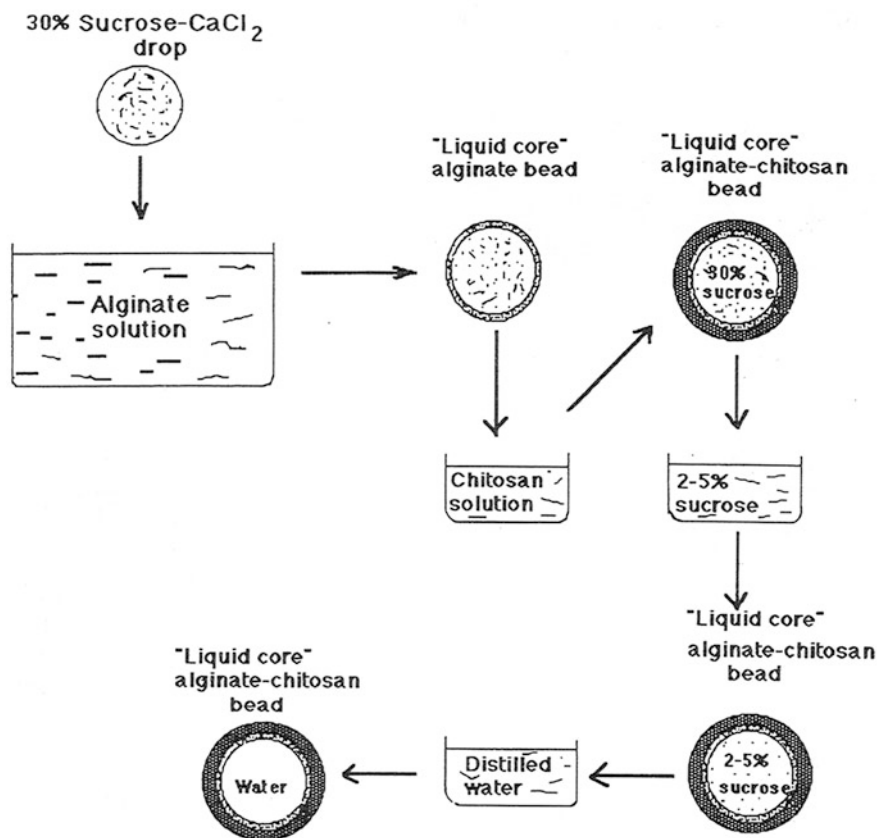 30% Sucrose-CaCl2
drop
Alginate
solution
"Liquid core"
alginate bead
"Liquid core"
alginate-chitosan
bead
30%
sucrose
Chitosan
solution
2-5%
sucrose
"Liquid core"
alginate-chitosan
bead
2-5%
sucrose
Distilled
water
"Liquid core"
alginate-chitosan
bead
Water